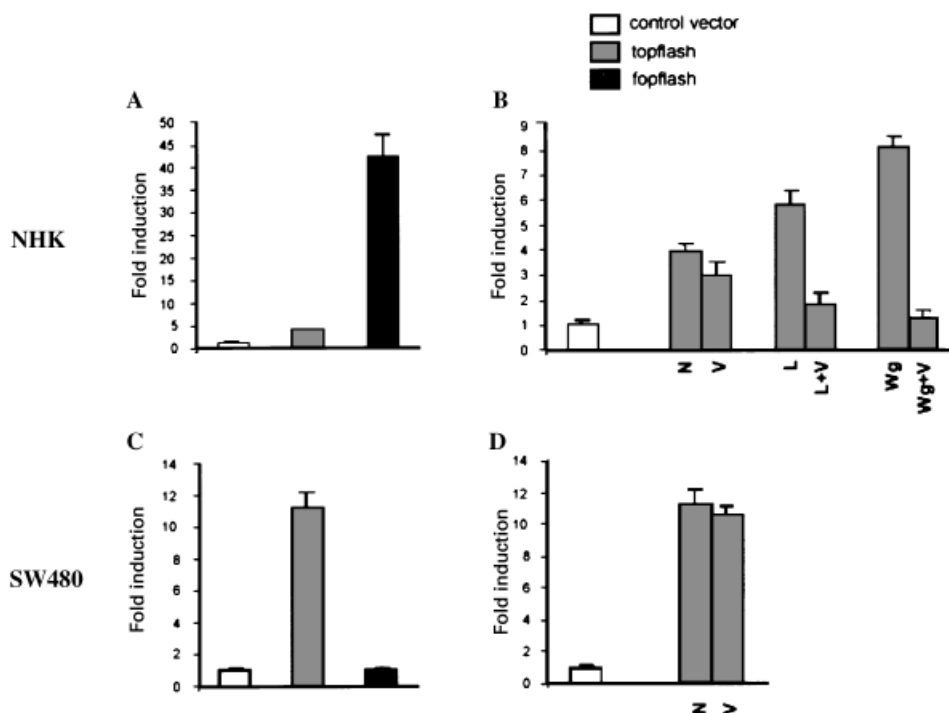 control vector
topflash
fopflash
A
B
NHK
Fold induction
50
45
40
35
30
25
20
15
10
5
0
Fold induction
9
8
7
6
5
4
3
2
1
0
N
V
L
L+V
Wg
Wg+V
C
D
SW480
Fold induction
14
12
10
8
6
4
2
0
Fold induction
14
12
10
8
6
4
2
0
N
V